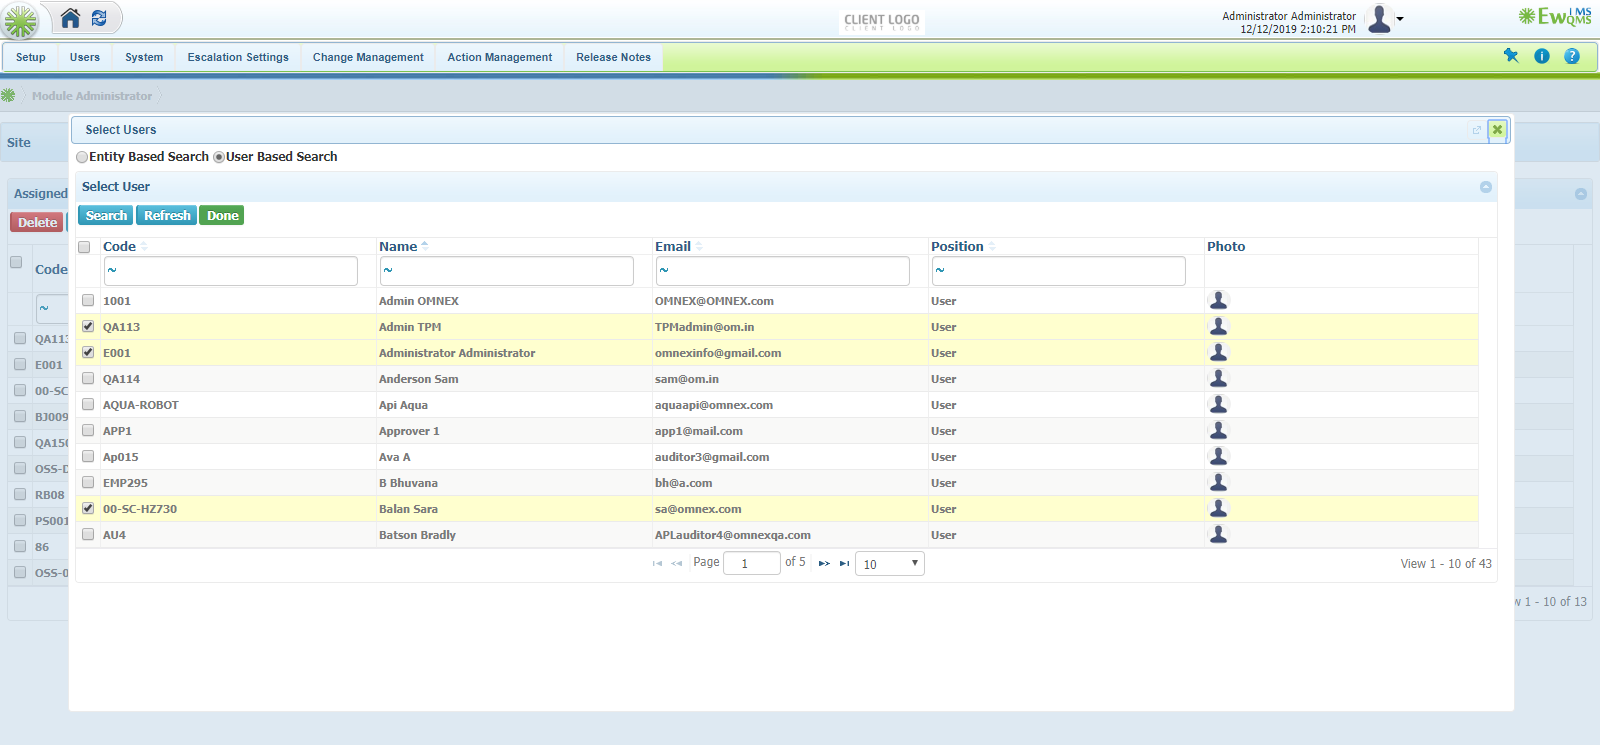 CLIENT LOGO
CLIENT LOGO
Administrator Administrator
12/12/2019 2:10:21 PM
EwIMS
QMS
Setup Users System Escalation Settings Change Management Action Management Release Notes
Module Administrator
Site
Select Users
Entity Based Search User Based Search
Assigned
Select User
Delete
Search Refresh Done
Code
Code Name Email Position Photo
~ ~ ~ ~
~
1001 Admin OMNEX OMNEX@OMNEX.com User
QA113 Admin TPM TPMadmin@om.in User
E001 Administrator Administrator omnexinfo@gmail.com User
QA114 Anderson Sam sam@om.in User
AQUA-ROBOT Api Aqua aquaapi@omnex.com User
APP1 Approver 1 app1@mail.com User
Ap015 Ava A auditor3@gmail.com User
EMP295 B Bhuvana bh@a.com User
00-SC-HZ730 Balan Sara sa@omnex.com User
AU4 Batson Bradly APLauditor4@omnexqa.com User
QA113
E001
00-SC
BJ009
QA150
OSS-D
RB08
PS001
86
OSS-0
Page 1 of 5 10 View 1 - 10 of 43
w 1 - 10 of 13